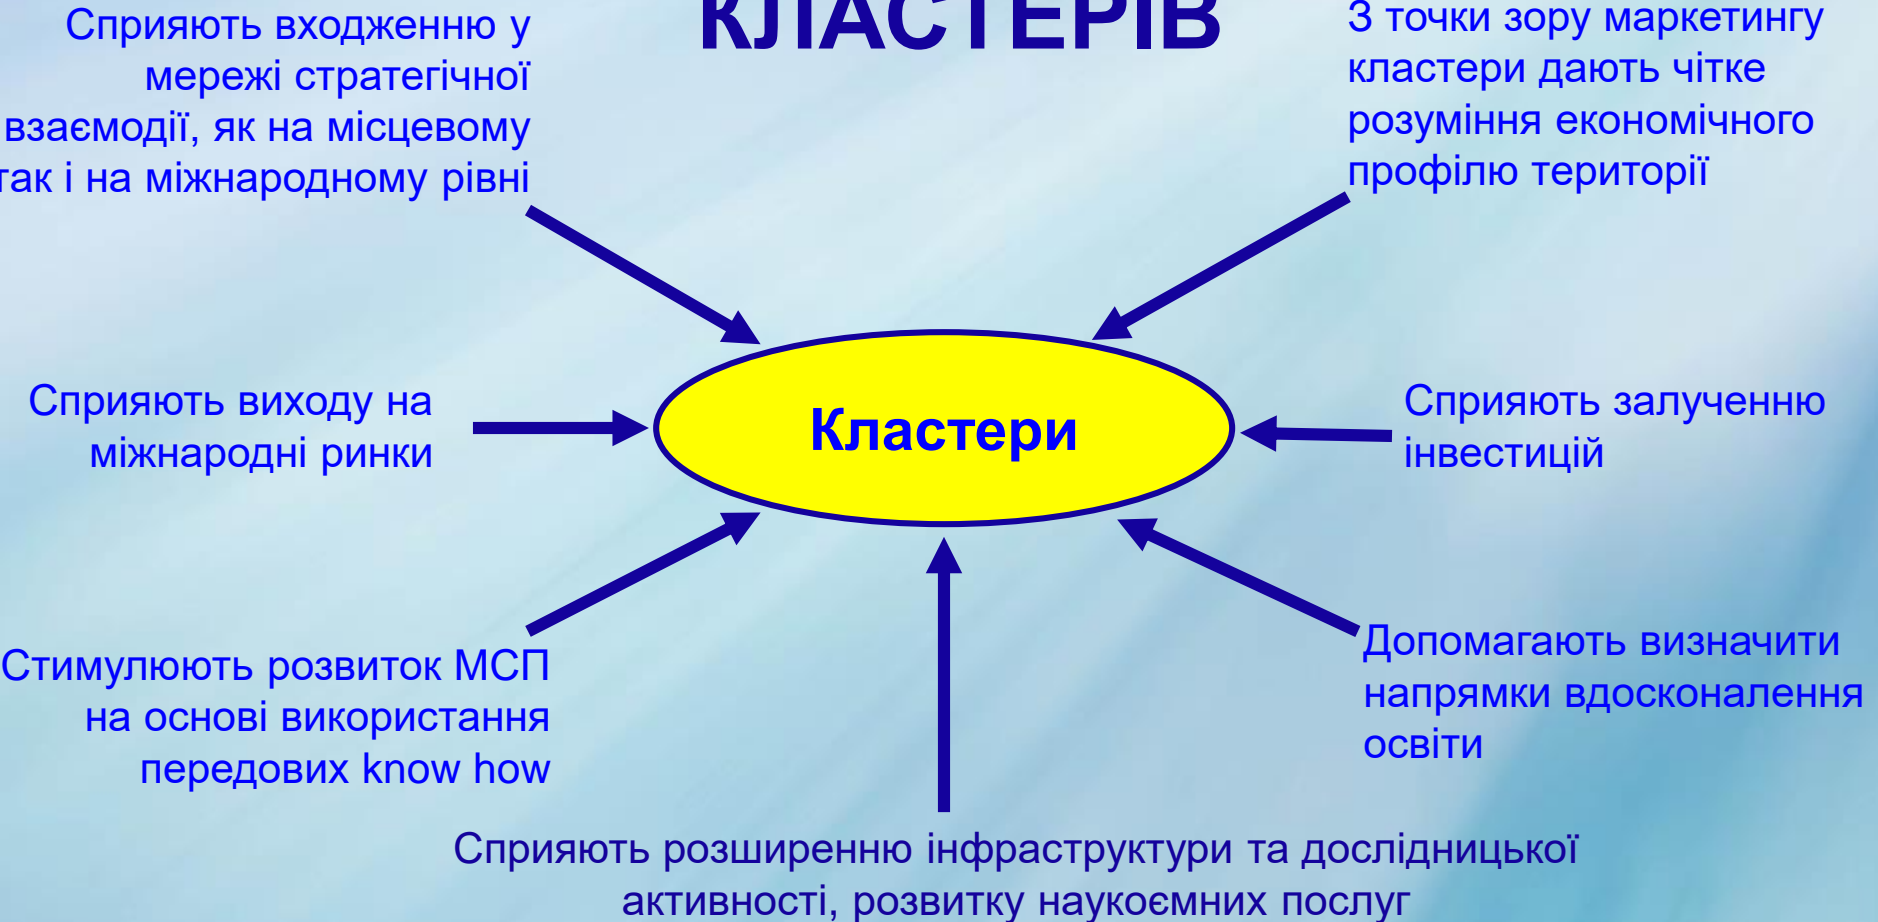 КЛАСТЕРІВ
Сприяють входженню у
мережі стратегічної
взаємодії, як на місцевому
так і на міжнародному рівні
З точки зору маркетингу
кластери дають чітке
розуміння економічного
профілю території
Сприяють виходу на
міжнародні ринки
Кластери
Сприяють залученню
інвестицій
Стимулюють розвиток МСП
на основі використання
передових know how
Допомагають визначити
напрямки вдосконалення
освіти
Сприяють розширенню інфраструктури та дослідницької
активності, розвитку наукоємних послуг